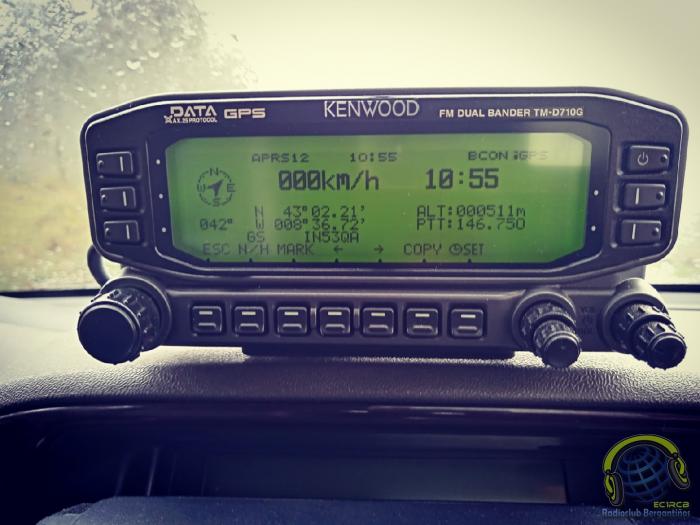 DATA
AX.25 PROTOCOL
GPS
KENWOOD
FM DUAL BANDER TM-D710G
APRS12 10:55 BCON:GPS
000km/h 10:55
N
W E
S
N 43°02.21' ALT:000511m
042° W 008°36.72' PTT:146.750
GS IN53QA
ESC N/H MARK ← → COPY SET
EC1RCB
Radioclub Bergantiños